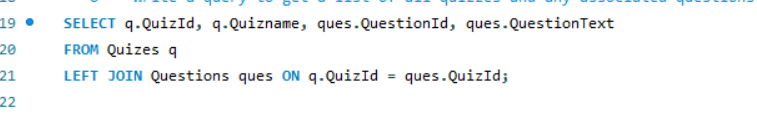 write a query to get a list of all quizzes and any associated questions
19 SELECT q.QuizId, q.Quizname, ques.QuestionId, ques.QuestionText
20 FROM Quizes q
21 LEFT JOIN Questions ques ON q.QuizId = ques.QuizId;
22